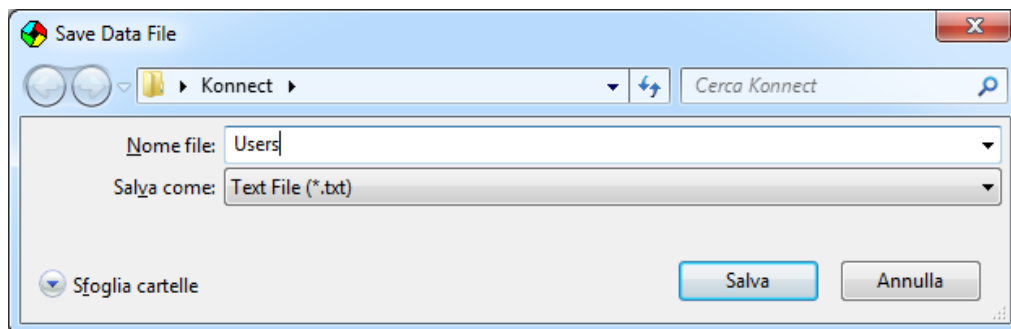 Save Data File
Konnect
Cerca Konnect
Nome file: Users
Salva come: Text File (*.txt)
Sfoglia cartelle
Salva
Annulla